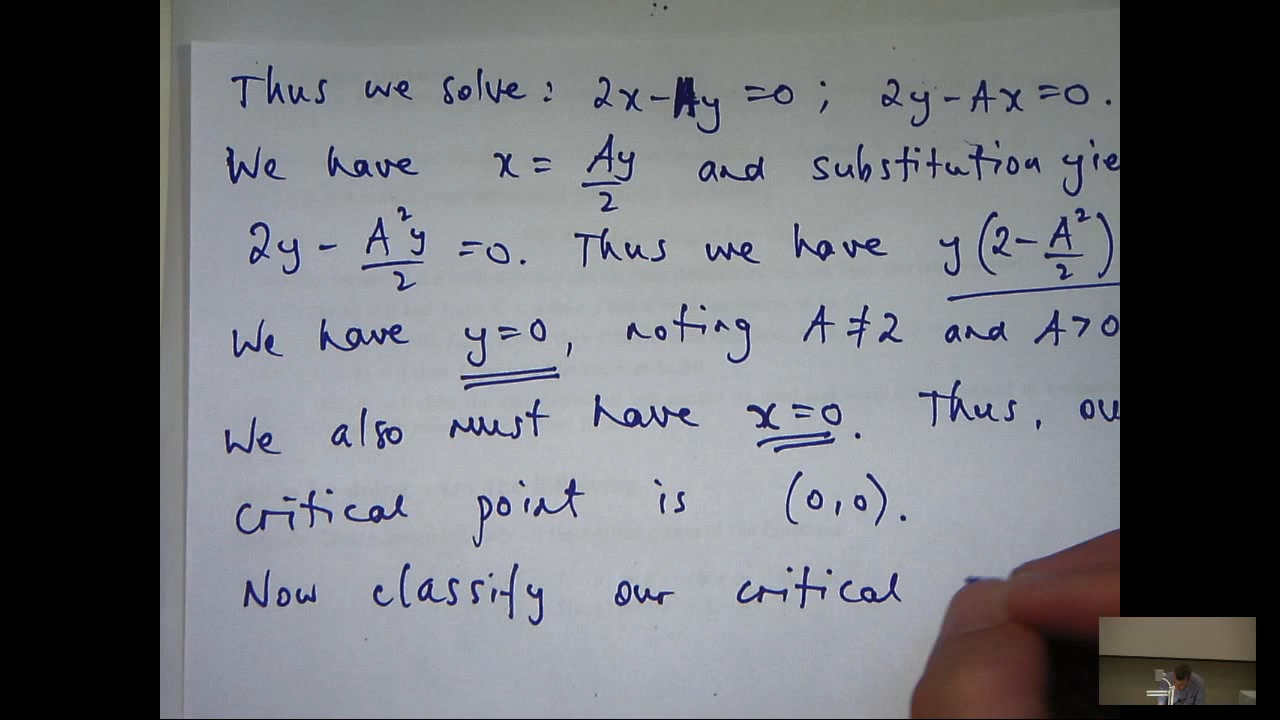 Thus we solve: 2x-Ay=0; 2y-Ax=0.
We have x = Ay/2 and substitution yie
2y - A²y/2 = 0. Thus we have y(2-A²/2)
We have y=0, noting A≠2 and A>0
We also must have x=0. Thus, ou
critical point is (0,0).
Now classify our critical